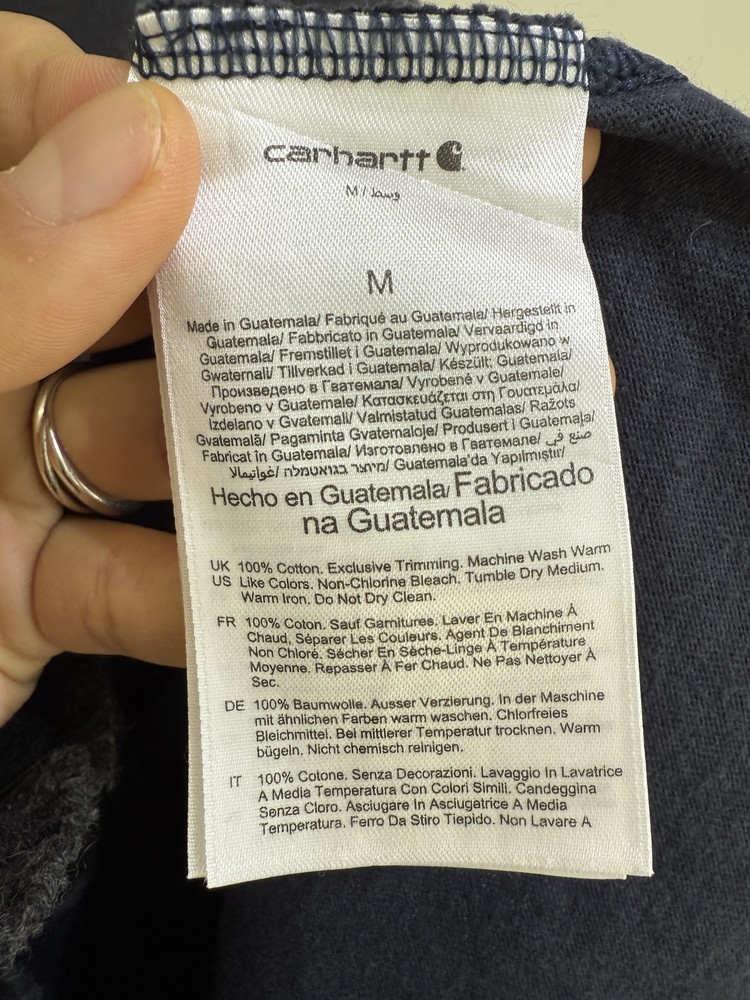 carhartt
M / وسط
M
Made in Guatemala/ Fabriqué au Guatemala/ Hergestellt in
Guatemala/ Fabbricato in Guatemala/ Vervaardigd in
Guatemala/ Fremstillet i Guatemala/ Wyprodukowano w
Gwaternali/ Tillverkad i Guatemala/ Készült: Guatemala/
Произведено в Гватемала/ Vyrobené v Guatemale/
Vyrobeno v Guatemale/ Κατασκευάζεται στη Γουατεμάλα/
Izdelano v Gvatemali/ Valmistatud Guatemalas/ Ražots
Gvatemalā/ Pagaminta Gvatemaloje/ Produsert i Guatemala/
Fabricat în Guatemala/ Изготовлено в Гватемале/ صنع في
غواتيمالا/ מיוצר בגואטמלה/ Guatemala'da Yapılmıştır/
Hecho en Guatemala/ Fabricado
na Guatemala
UK 100% Cotton. Exclusive Trimming. Machine Wash Warm
US Like Colors. Non-Chlorine Bleach. Tumble Dry Medium.
Warm Iron. Do Not Dry Clean.
FR 100% Coton. Sauf Garnitures. Laver En Machine À
Chaud, Séparer Les Couleurs. Agent De Blanchiment
Non Chloré. Sécher En Sèche-Linge À Température
Moyenne. Repasser À Fer Chaud. Ne Pas Nettoyer À
Sec.
DE 100% Baumwolle. Ausser Verzierung. In der Maschine
mit ähnlichen Farben warm waschen. Chlorfreies
Bleichmittel. Bei mittlerer Temperatur trocknen. Warm
bügeln. Nicht chemisch reinigen.
IT 100% Cotone. Senza Decorazioni. Lavaggio In Lavatrice
A Media Temperatura Con Colori Simili. Candeggina
Senza Cloro. Asciugare In Asciugatrice A Media
Temperatura. Ferro Da Stiro Tiepido. Non Lavare A